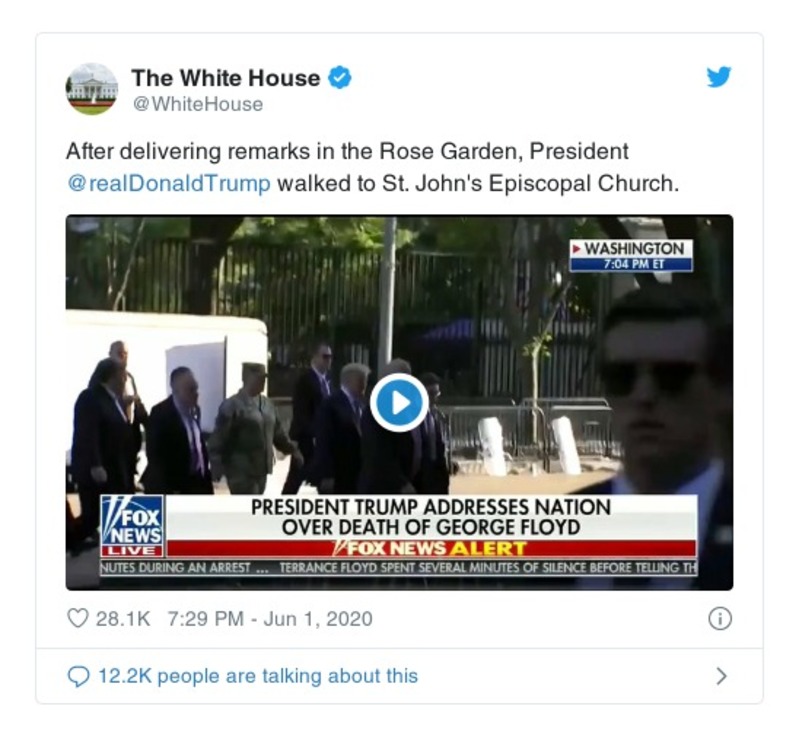 The White House
@WhiteHouse
After delivering remarks in the Rose Garden, President
@realDonaldTrump walked to St. John's Episcopal Church.
WASHINGTON
7:04 PM ET
FOX
NEWS
LIVE
PRESIDENT TRUMP ADDRESSES NATION
OVER DEATH OF GEORGE FLOYD
FOX NEWS ALERT
NUTES DURING AN ARREST ... TERRANCE FLOYD SPENT SEVERAL MINUTES OF SILENCE BEFORE TELLING TH
28.1K 7:29 PM - Jun 1, 2020
12.2K people are talking about this